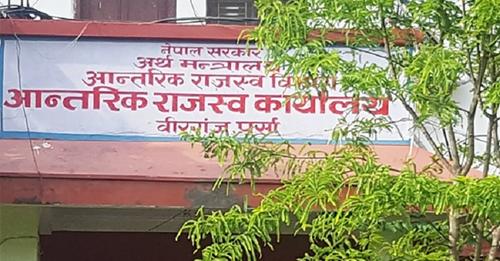 नेपाल सरकार
अर्थ मन्त्रालय
आन्तरिक राजस्व विभाग
आन्तरिक राजस्व कार्यालय
वीरगंज पर्सा